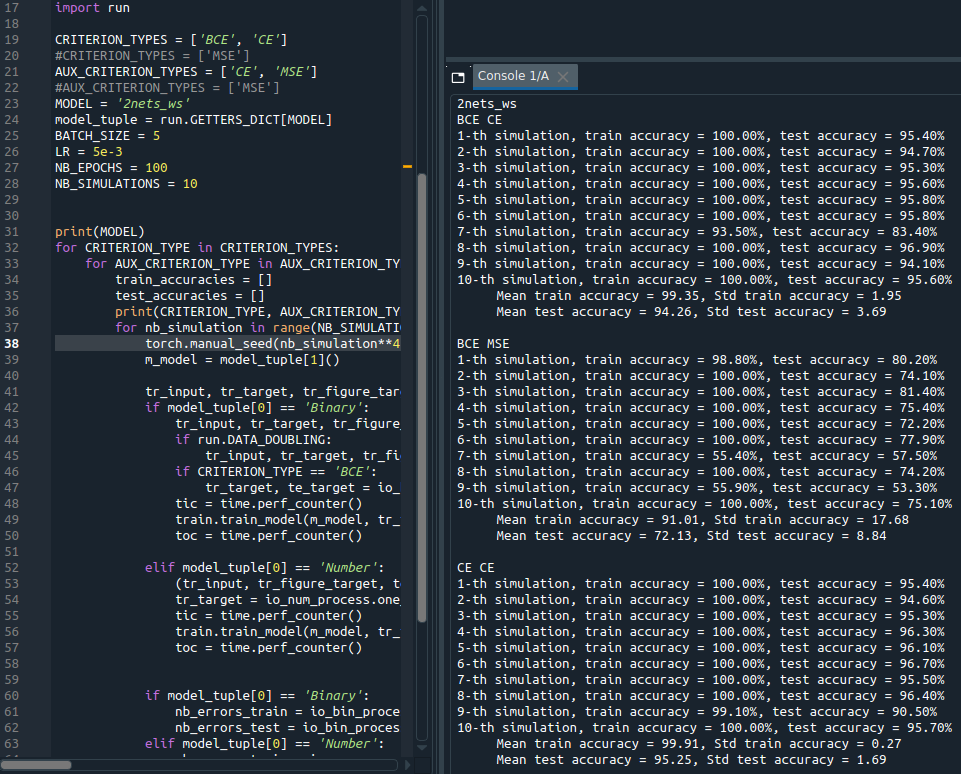 17 import run
18
19 CRITERION_TYPES = ['BCE', 'CE']
20 #CRITERION_TYPES = ['MSE']
21 AUX_CRITERION_TYPES = ['CE', 'MSE']
22 #AUX_CRITERION_TYPES = ['MSE']
23 MODEL = '2nets_ws'
24 model_tuple = run.GETTERS_DICT[MODEL]
25 BATCH_SIZE = 5
26 LR = 5e-3
27 NB_EPOCHS = 100
28 NB_SIMULATIONS = 10
29
30
31 print(MODEL)
32 for CRITERION_TYPE in CRITERION_TYPES:
33     for AUX_CRITERION_TYPE in AUX_CRITERION_TY
34         train_accuracies = []
35         test_accuracies = []
36         print(CRITERION_TYPE, AUX_CRITERION_TY
37         for nb_simulation in range(NB_SIMULATI
38             torch.manual_seed(nb_simulation**4
39             m_model = model_tuple[1]()
40
41             tr_input, tr_target, tr_figure_tar
42             if model_tuple[0] == 'Binary':
43                 tr_input, tr_target, tr_figure_
44                 if run.DATA_DOUBLING:
45                     tr_input, tr_target, tr_fi
46                 if CRITERION_TYPE == 'BCE':
47                     tr_target, te_target = io_
48                 tic = time.perf_counter()
49                 train.train_model(m_model, tr_
50                 toc = time.perf_counter()
51
52             elif model_tuple[0] == 'Number':
53                 (tr_input, tr_figure_target, t
54                 tr_target = io_num_process.one_
55                 tic = time.perf_counter()
56                 train.train_model(m_model, tr_
57                 toc = time.perf_counter()
58
59
60             if model_tuple[0] == 'Binary':
61                 nb_errors_train = io_bin_proce
62                 nb_errors_test = io_bin_proces
63             elif model_tuple[0] == 'Number':
Console 1/A
2nets_ws
BCE CE
1-th simulation, train accuracy = 100.00%, test accuracy = 95.40%
2-th simulation, train accuracy = 100.00%, test accuracy = 94.70%
3-th simulation, train accuracy = 100.00%, test accuracy = 95.30%
4-th simulation, train accuracy = 100.00%, test accuracy = 95.60%
5-th simulation, train accuracy = 100.00%, test accuracy = 95.80%
6-th simulation, train accuracy = 100.00%, test accuracy = 95.80%
7-th simulation, train accuracy = 93.50%, test accuracy = 83.40%
8-th simulation, train accuracy = 100.00%, test accuracy = 96.90%
9-th simulation, train accuracy = 100.00%, test accuracy = 94.10%
10-th simulation, train accuracy = 100.00%, test accuracy = 95.60%
Mean train accuracy = 99.35, Std train accuracy = 1.95
Mean test accuracy = 94.26, Std test accuracy = 3.69

BCE MSE
1-th simulation, train accuracy = 98.80%, test accuracy = 80.20%
2-th simulation, train accuracy = 100.00%, test accuracy = 74.10%
3-th simulation, train accuracy = 100.00%, test accuracy = 81.40%
4-th simulation, train accuracy = 100.00%, test accuracy = 75.40%
5-th simulation, train accuracy = 100.00%, test accuracy = 72.20%
6-th simulation, train accuracy = 100.00%, test accuracy = 77.90%
7-th simulation, train accuracy = 55.40%, test accuracy = 57.50%
8-th simulation, train accuracy = 100.00%, test accuracy = 74.20%
9-th simulation, train accuracy = 55.90%, test accuracy = 53.30%
10-th simulation, train accuracy = 100.00%, test accuracy = 75.10%
Mean train accuracy = 91.01, Std train accuracy = 17.68
Mean test accuracy = 72.13, Std test accuracy = 8.84

CE CE
1-th simulation, train accuracy = 100.00%, test accuracy = 95.40%
2-th simulation, train accuracy = 100.00%, test accuracy = 94.60%
3-th simulation, train accuracy = 100.00%, test accuracy = 95.30%
4-th simulation, train accuracy = 100.00%, test accuracy = 96.30%
5-th simulation, train accuracy = 100.00%, test accuracy = 96.10%
6-th simulation, train accuracy = 100.00%, test accuracy = 96.70%
7-th simulation, train accuracy = 100.00%, test accuracy = 95.50%
8-th simulation, train accuracy = 100.00%, test accuracy = 96.40%
9-th simulation, train accuracy = 99.10%, test accuracy = 90.50%
10-th simulation, train accuracy = 100.00%, test accuracy = 95.70%
Mean train accuracy = 99.91, Std train accuracy = 0.27
Mean test accuracy = 95.25, Std test accuracy = 1.69